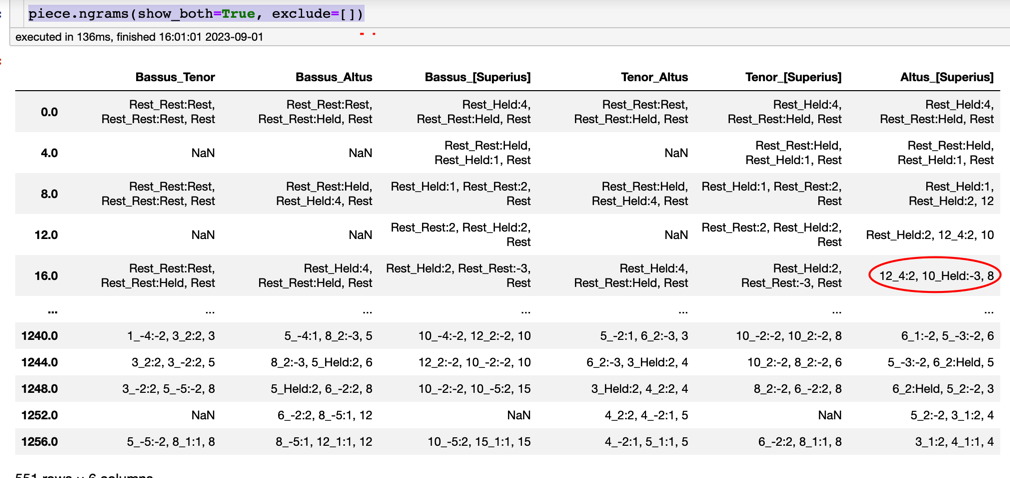 piece.ngrams(show_both=True, exclude=[])
executed in 136ms, finished 16:01:01 2023-09-01
Bassus_Tenor Bassus_Altus Bassus_[Superius] Tenor_Altus Tenor_[Superius] Altus_[Superius]
0.0 Rest_Rest:Rest, Rest_Rest:Rest, Rest Rest_Rest:Rest, Rest_Rest:Held, Rest Rest_Held:4, Rest_Rest:Held, Rest Rest_Rest:Rest, Rest_Rest:Held, Rest Rest_Held:4, Rest_Rest:Held, Rest Rest_Held:4, Rest_Rest:Held, Rest
4.0 NaN NaN Rest_Rest:Held, Rest_Held:1, Rest NaN Rest_Rest:Held, Rest_Held:1, Rest Rest_Rest:Held, Rest_Held:1, Rest
8.0 Rest_Rest:Rest, Rest_Rest:Rest, Rest Rest_Rest:Held, Rest_Held:4, Rest Rest_Held:1, Rest_Rest:2, Rest Rest_Rest:Held, Rest_Held:4, Rest Rest_Held:1, Rest_Rest:2, Rest Rest_Held:1, Rest_Held:2, 12
12.0 NaN NaN Rest_Rest:2, Rest_Held:2, Rest NaN Rest_Rest:2, Rest_Held:2, Rest Rest_Held:2, 12_4:2, 10
16.0 Rest_Rest:Rest, Rest_Rest:Held, Rest Rest_Held:4, Rest_Rest:Held, Rest Rest_Held:2, Rest_Rest:-3, Rest Rest_Held:4, Rest_Rest:Held, Rest Rest_Held:2, Rest_Rest:-3, Rest 12_4:2, 10_Held:-3, 8
... ... ... ... ... ... ...
1240.0 1_-4:-2, 3_2:2, 3 5_-4:1, 8_2:-3, 5 10_-4:-2, 12_2:-2, 10 5_-2:1, 6_2:-3, 3 10_-2:-2, 10_2:-2, 8 6_1:-2, 5_-3:-2, 6
1244.0 3_2:2, 3_-2:2, 5 8_2:-3, 5_Held:2, 6 12_2:-2, 10_-2:-2, 10 6_2:-3, 3_Held:2, 4 10_2:-2, 8_2:-2, 6 5_-3:-2, 6_2:Held, 5
1248.0 3_-2:2, 5_-5:-2, 8 5_Held:2, 6_-2:2, 8 10_-2:-2, 10_-5:2, 15 3_Held:2, 4_2:2, 4 8_2:-2, 6_-2:2, 8 6_2:Held, 5_2:-2, 3
1252.0 NaN 6_-2:2, 8_-5:1, 12 NaN 4_2:2, 4_-2:1, 5 NaN 5_2:-2, 3_1:2, 4
1256.0 5_-5:-2, 8_1:1, 8 8_-5:1, 12_1:1, 12 10_-5:2, 15_1:1, 15 4_-2:1, 5_1:1, 5 6_-2:2, 8_1:1, 8 3_1:2, 4_1:1, 4
551 rows × 6 columns